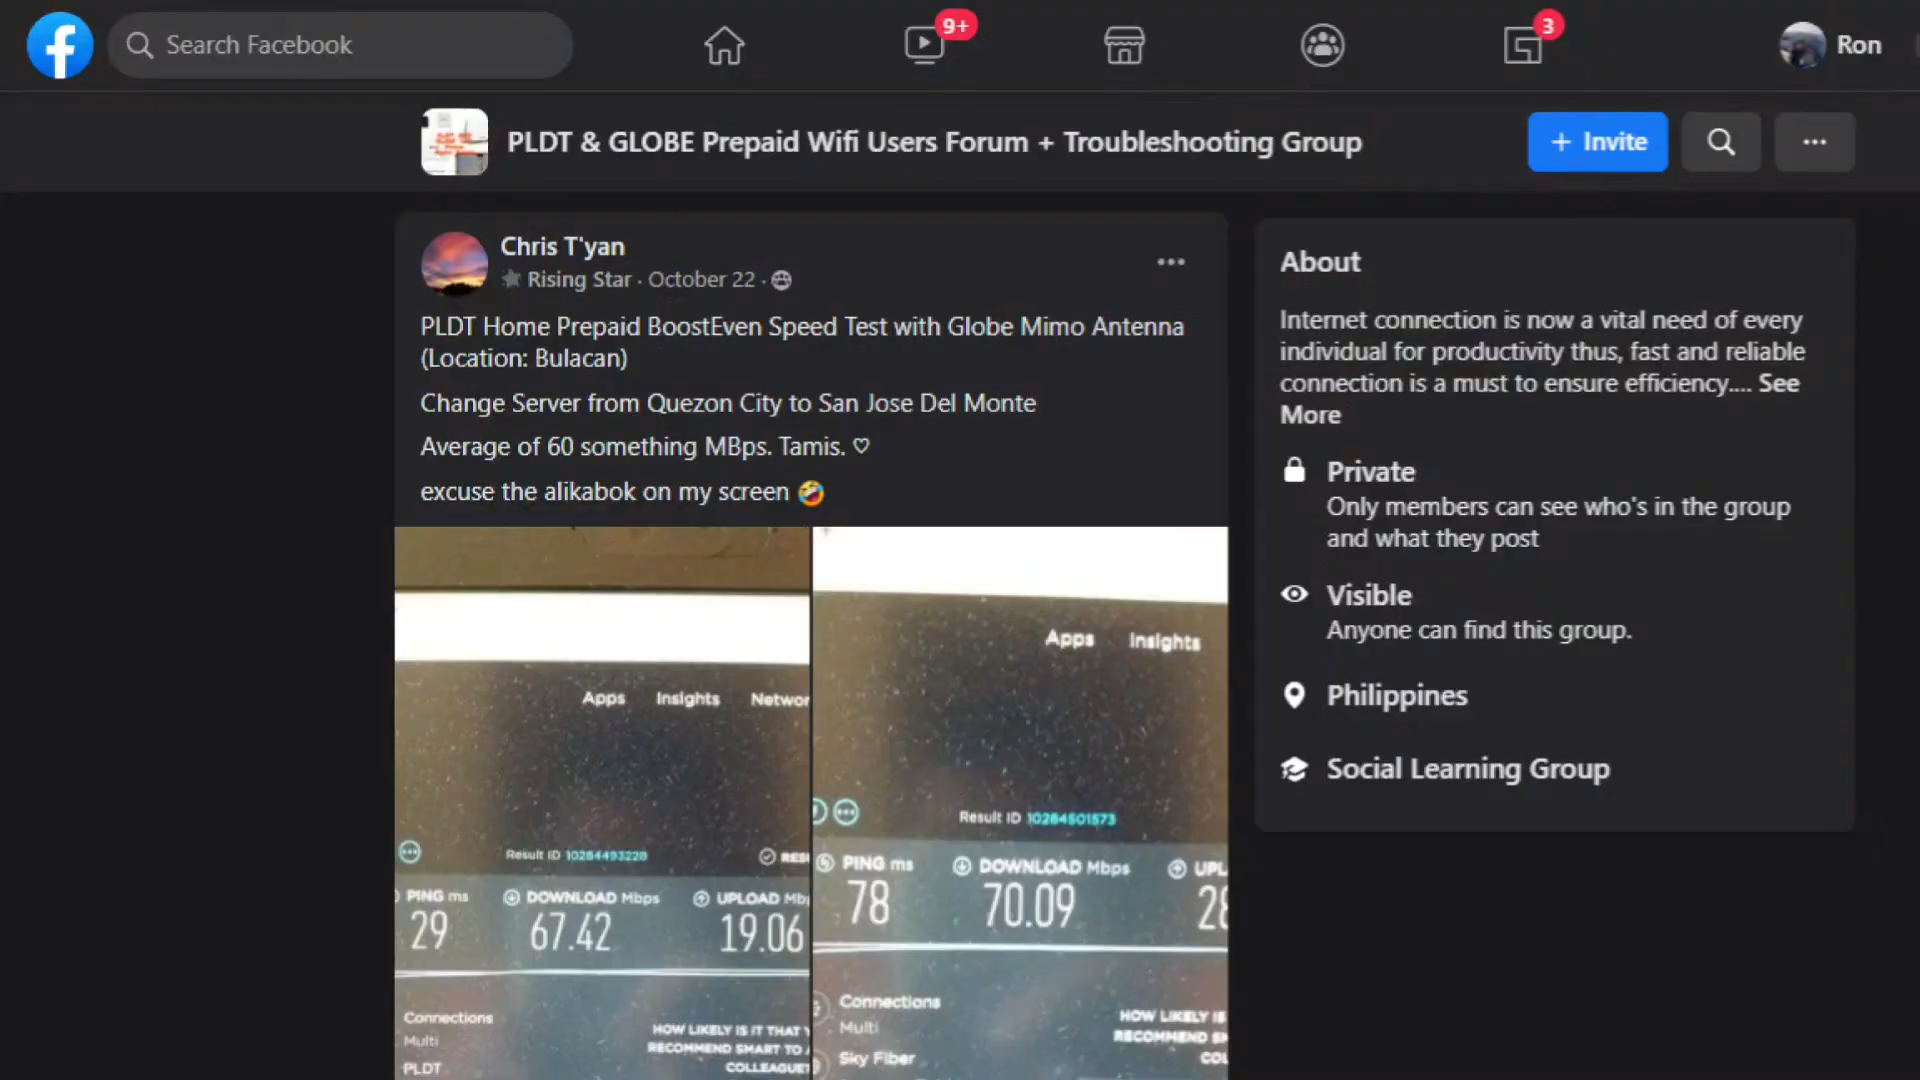 Search Facebook
9+
3
Ron
PLDT & GLOBE Prepaid Wifi Users Forum + Troubleshooting Group
+ Invite
Chris T'yan
Rising Star · October 22 ·
PLDT Home Prepaid BoostEven Speed Test with Globe Mimo Antenna
(Location: Bulacan)
Change Server from Quezon City to San Jose Del Monte
Average of 60 something MBps. Tamis. ♡
excuse the alikabok on my screen 🤣
Apps Insights Networ
Result ID 10284493228
PING ms DOWNLOAD Mbps UPLOAD Mb
29 67.42 19.06
Connections
Multi
PLDT
HOW LIKELY IS IT THAT
RECOMMEND SMART TO
COLLEAGUE
Apps Insights
Result ID 10284501573
PING ms DOWNLOAD Mbps UPL
78 70.09 28
Connections
Multi
Sky Fiber
HOW LIKELY IS
RECOMMEND
COL
About
Internet connection is now a vital need of every
individual for productivity thus, fast and reliable
connection is a must to ensure efficiency.... See
More
Private
Only members can see who's in the group
and what they post
Visible
Anyone can find this group.
Philippines
Social Learning Group